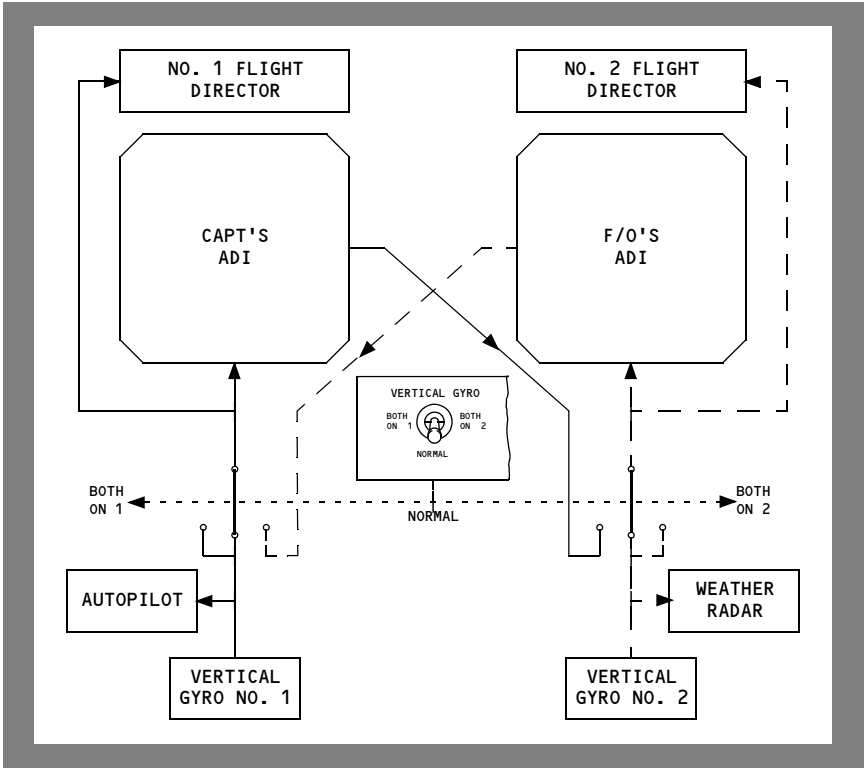 NO. 1 FLIGHT
DIRECTOR
NO. 2 FLIGHT
DIRECTOR
CAPT'S
ADI
F/O'S
ADI
VERTICAL GYRO
BOTH
ON 1
BOTH
ON 2
NORMAL
BOTH
ON 1
NORMAL
BOTH
ON 2
AUTOPILOT
WEATHER
RADAR
VERTICAL
GYRO NO. 1
VERTICAL
GYRO NO. 2